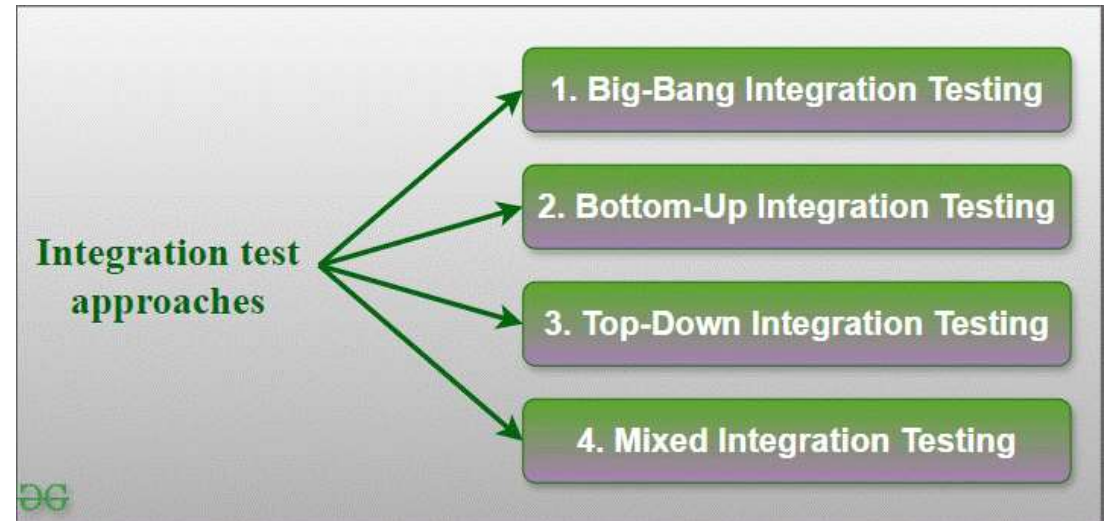 Integration test
approaches
1. Big-Bang Integration Testing
2. Bottom-Up Integration Testing
3. Top-Down Integration Testing
4. Mixed Integration Testing